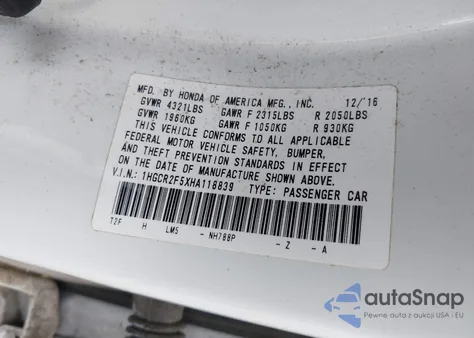 MFD. BY HONDA OF AMERICA MFG., INC. 12/16
GVWR 4321LBS GAWR F 2315LBS R 2050LBS
GVWR 1960KG GAWR F 1050KG R 930KG
THIS VEHICLE CONFORMS TO ALL APPLICABLE
FEDERAL MOTOR VEHICLE SAFETY, BUMPER,
AND THEFT PREVENTION STANDARDS IN EFFECT
ON THE DATE OF MANUFACTURE SHOWN ABOVE.
V.I.N.: 1HGCR2F5XHA116839 TYPE: PASSENGER CAR
T2F H LM5 - NH788P - Z - A
autoSnap
Pewne auta z aukcji USA i EU